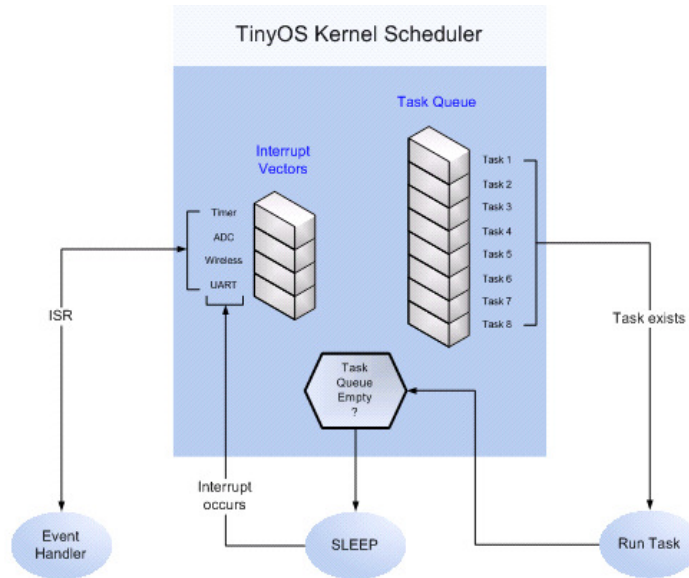 TinyOS Kernel Scheduler
Task Queue
Interrupt
Vectors
Timer
ADC
Wireless
UART
Task 1
Task 2
Task 3
Task 4
Task 5
Task 6
Task 7
Task 8
ISR
Task exists
Task
Queue
Empty
?
Interrupt
occurs
Event
Handler
SLEEP
Run Task